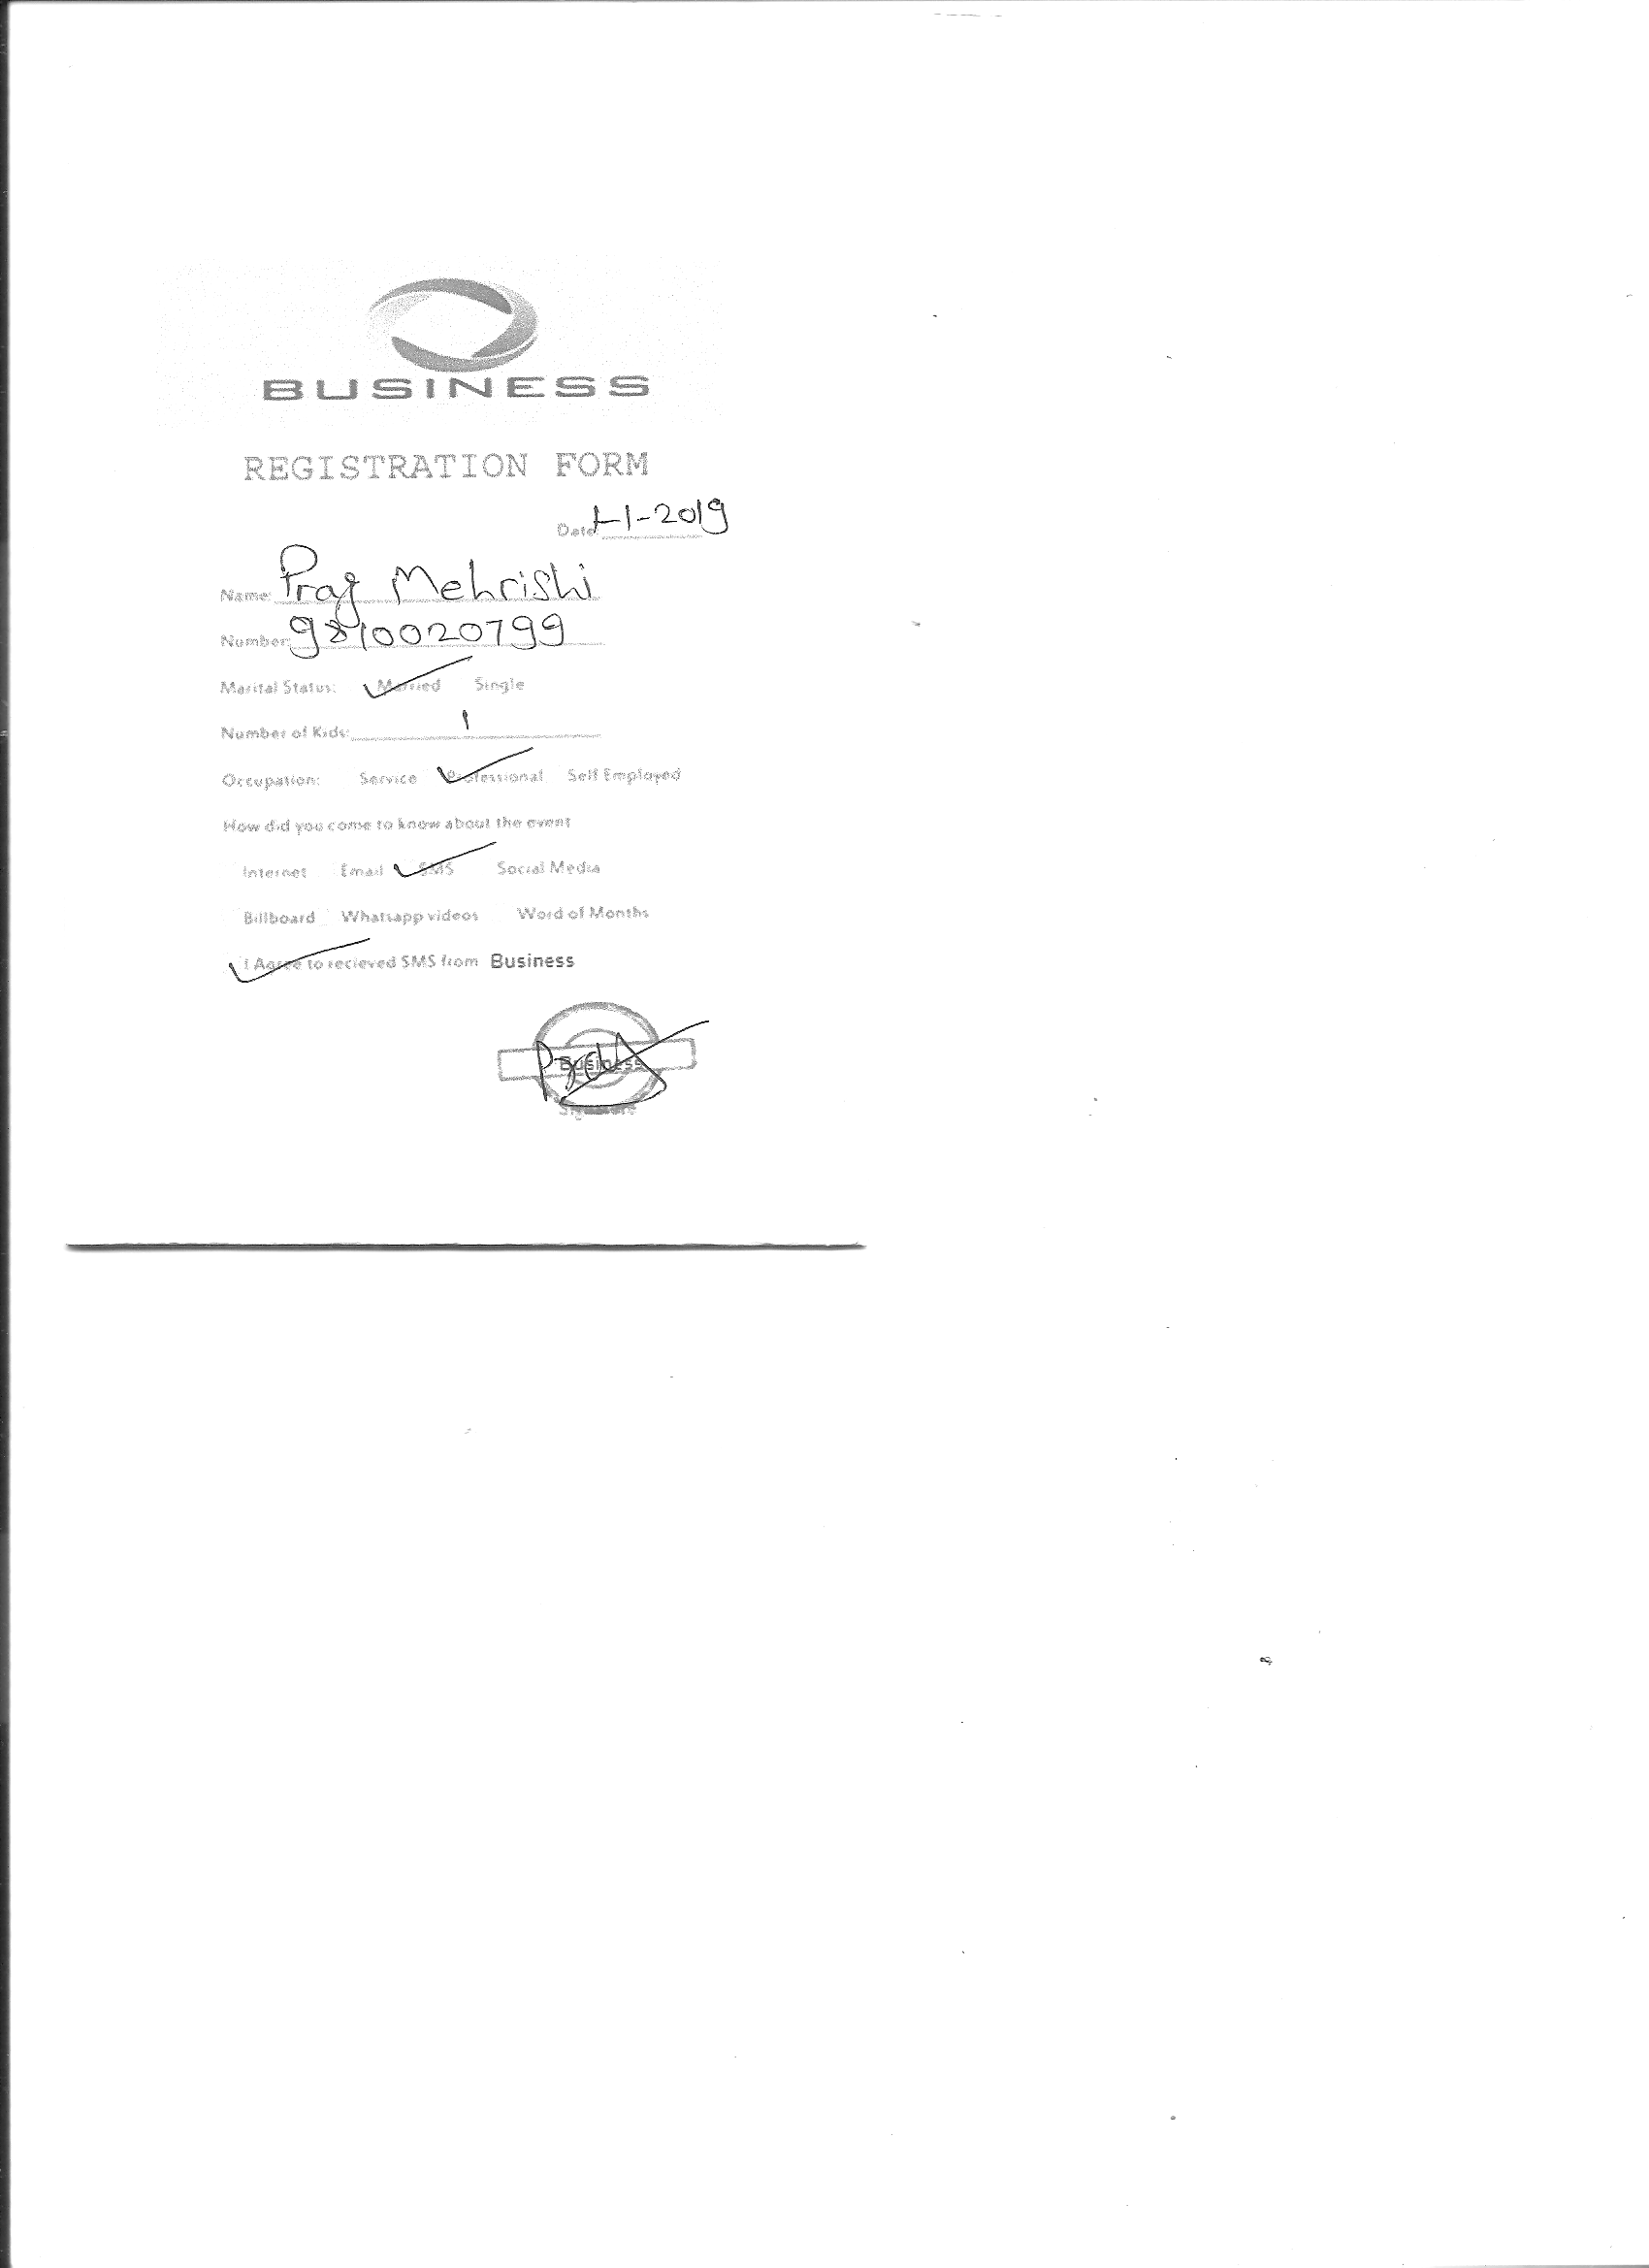 BUSINESS
REGISTRATION FORM
Date: 1-1-2019
Name: Praj Mehrishi
Number: 9810020799
Marital Status: Married Single
Number of Kids: 1
Occupation: Service Professional Self Employed
How did you come to know about the event
Internet Email SMS Social Media
Billboard Whatsapp videos Word of Months
I Agree to recieved SMS from Business
Business
Signature